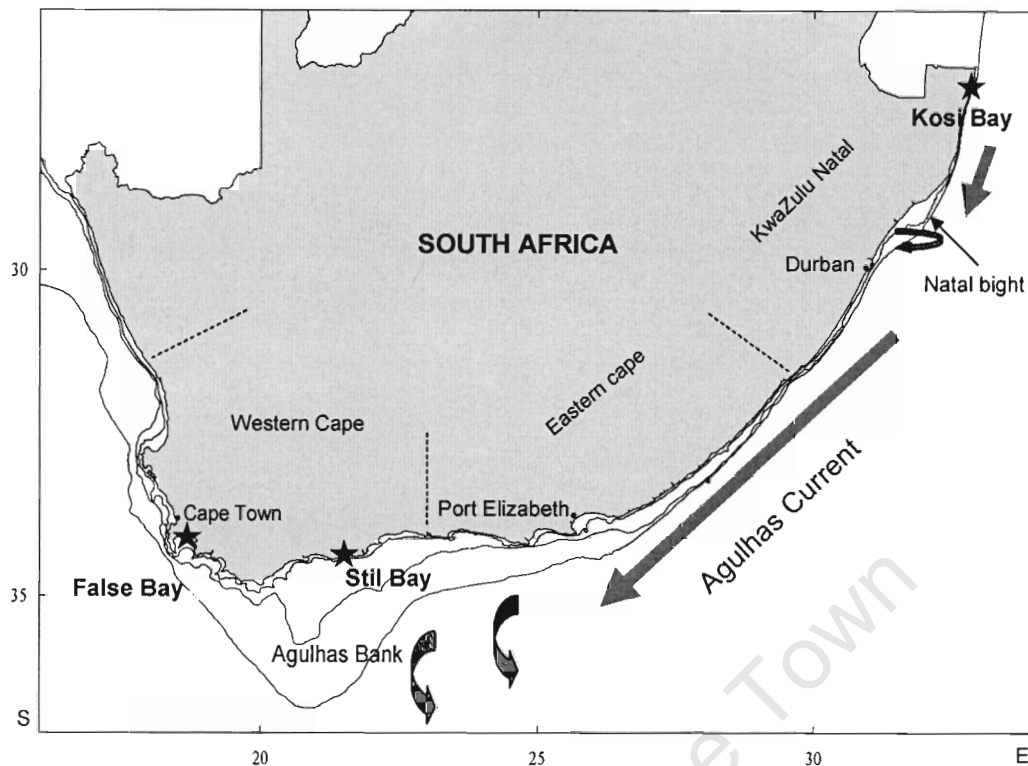 Kosi Bay
KwaZulu Natal
SOUTH AFRICA
30
Durban
Natal bight
Eastern cape
Western Cape
Agulhas Current
Port Elizabeth
Cape Town
False Bay
Stil Bay
35
Agulhas Bank
S
20
25
30
E
e Town